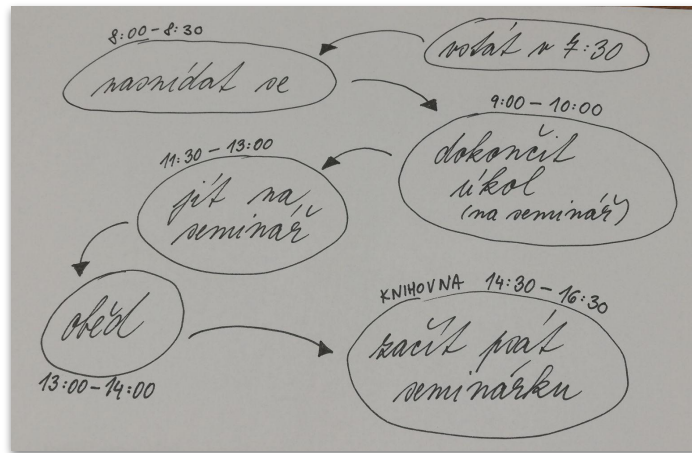 vstát v 7:30
8:00-8:30
nasnídat se
9:00-10:00
dokončit
úkol
(na seminář)
11:30-13:00
jít na
seminář
oběd
13:00-14:00
KNIHOVNA 14:30-16:30
začít psát
seminárku